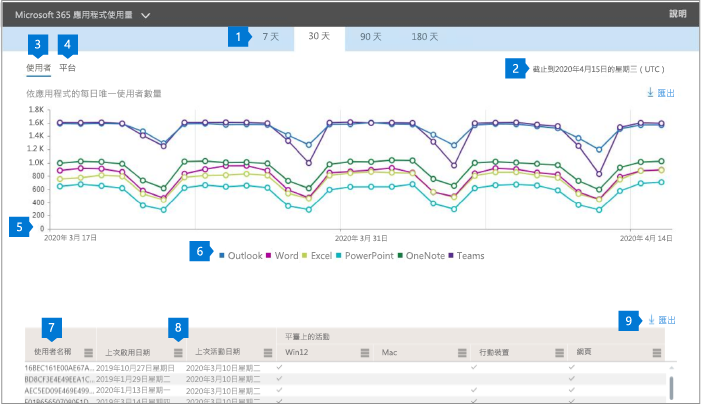 Microsoft 365 應用程式使用量
說明
1 7 天 30 天 90 天 180 天
3 4
使用者 平台
2 截止到2020年4月15日的星期三 ( UTC )
依應用程式的每日唯一使用者數量
匯出
1.8K
1.6K
1.4K
1.2K
1.0K
800
600
400
200
5 0
2020年 3月 17日 2020年 3月 31日 2020年 4月 14日
6 Outlook Word Excel PowerPoint OneNote Teams
7 8 9 匯出
平臺上的活動
使用者名稱 上次啟用日期 上次活動日期 Win12 Mac 行動裝置 網頁
16BEC161E00AE67A... 2019年10月27日星期日 2020年3月10日星期二
BD8CF3E4E49EEA1C... 2019年1月29日星期二 2020年3月10日星期二
AEC5ED09E469E499... 2020年1月13日星期一 2020年3月10日星期二
2019年3月14日星期四 2020年3月10日星期二